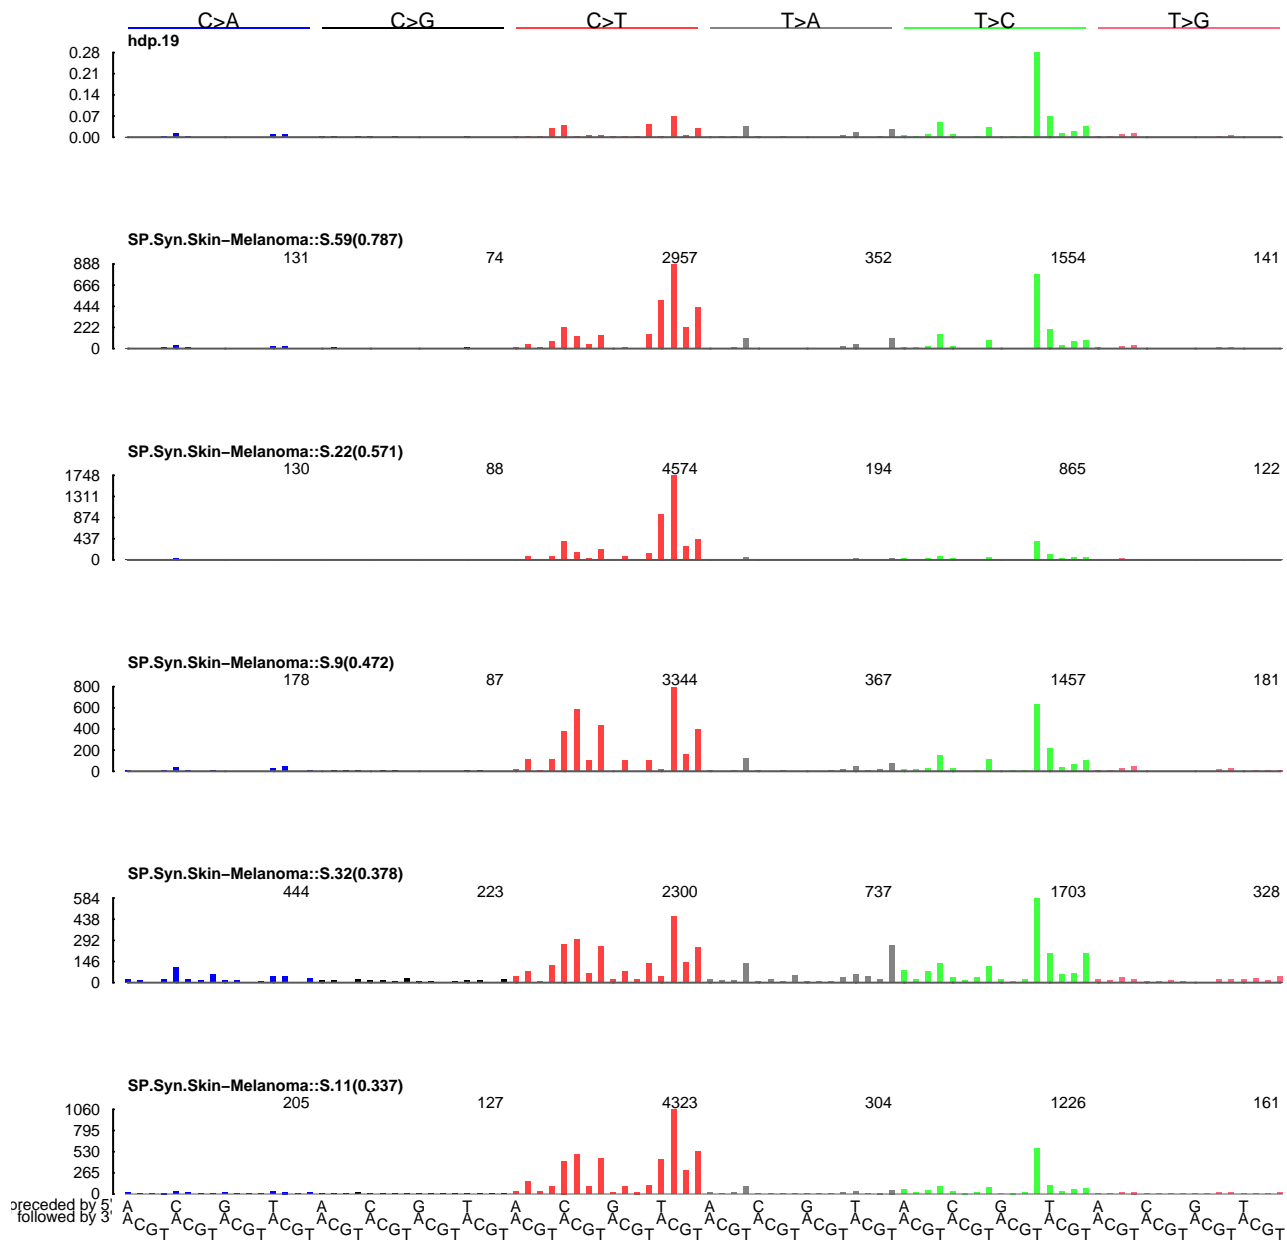 C>A C>G C>T T>A T>C T>G
hdp.19
0.28
0.21
0.14
0.07
0.00
SP.Syn.Skin−Melanoma::S.59(0.787)
131 74 2957 352 1554 141
888
666
444
222
0
SP.Syn.Skin−Melanoma::S.22(0.571)
130 88 4574 194 865 122
1748
1311
874
437
0
SP.Syn.Skin−Melanoma::S.9(0.472)
178 87 3344 367 1457 181
800
600
400
200
0
SP.Syn.Skin−Melanoma::S.32(0.378)
444 223 2300 737 1703 328
584
438
292
146
0
SP.Syn.Skin−Melanoma::S.11(0.337)
205 127 4323 304 1226 161
1060
795
530
265
0
preceded by 5' A C G T A C G T A C G T A C G T A C G T A C G T
followed by 3' A C G T A C G T A C G T A C G T A C G T A C G T A C G T A C G T A C G T A C G T A C G T A C G T A C G T A C G T A C G T A C G T A C G T A C G T A C G T A C G T A C G T A C G T A C G T A C G T